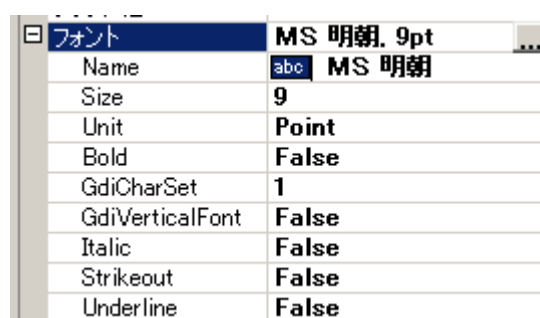 フォント MS 明朝, 9pt ...
Name abc MS 明朝
Size 9
Unit Point
Bold False
GdiCharSet 1
GdiVerticalFont False
Italic False
Strikeout False
Underline False